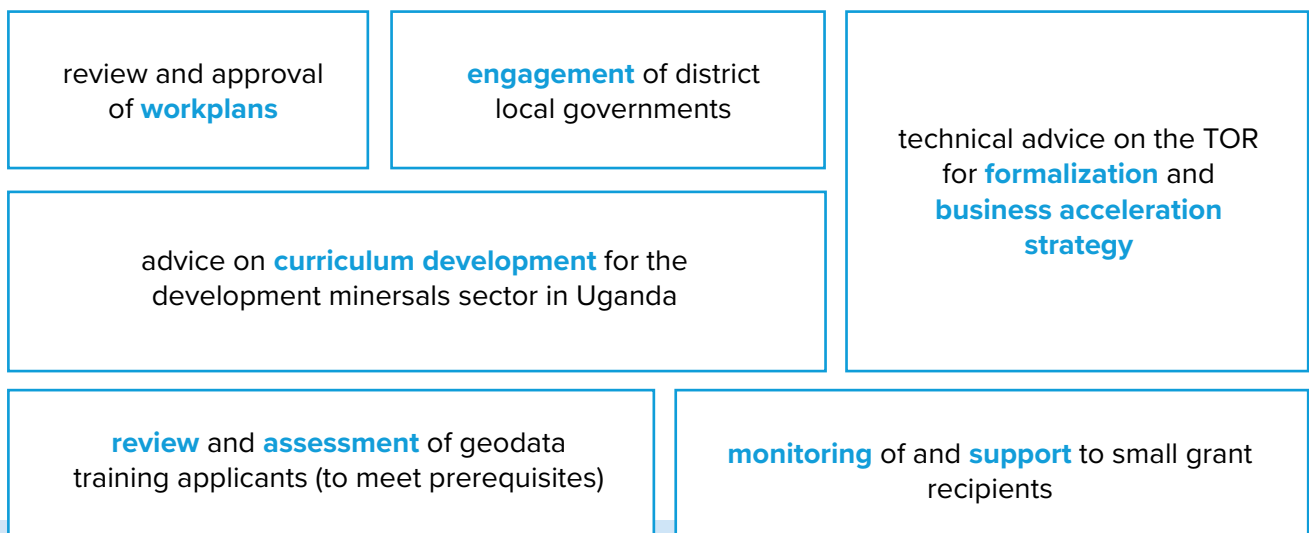 review and approval
of workplans
engagement of district
local governments
technical advice on the TOR
for formalization and
business acceleration
strategy
advice on curriculum development for the
development minersals sector in Uganda
review and assessment of geodata
training applicants (to meet prerequisites)
monitoring of and support to small grant
recipients